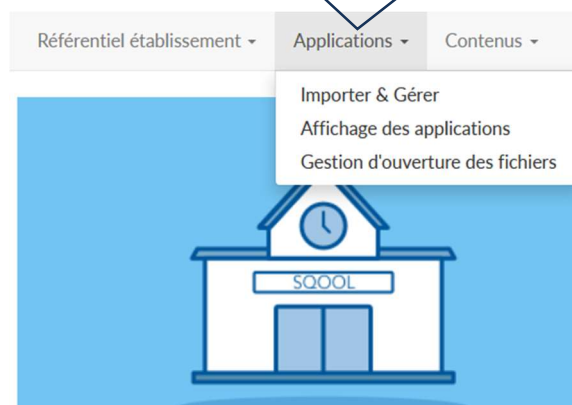 Référentiel établissement Applications Contenus
Importer & Gérer
Affichage des applications
Gestion d'ouverture des fichiers
SQOOL